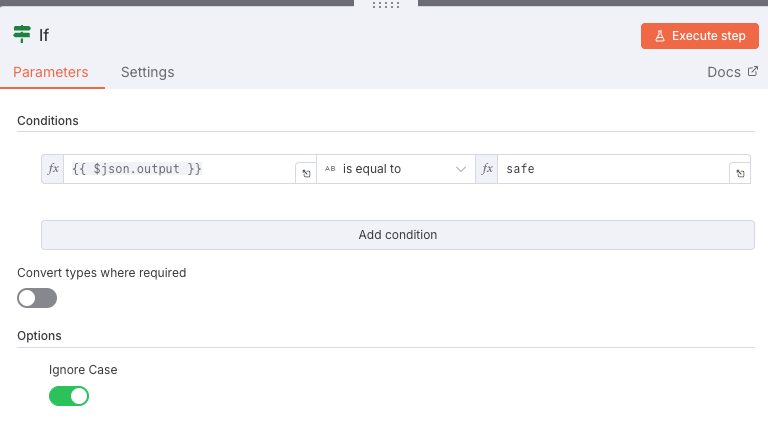 If
Execute step
Parameters
Settings
Docs
Conditions
fx {{ $json.output }} AB is equal to fx safe
Add condition
Convert types where required
Options
Ignore Case